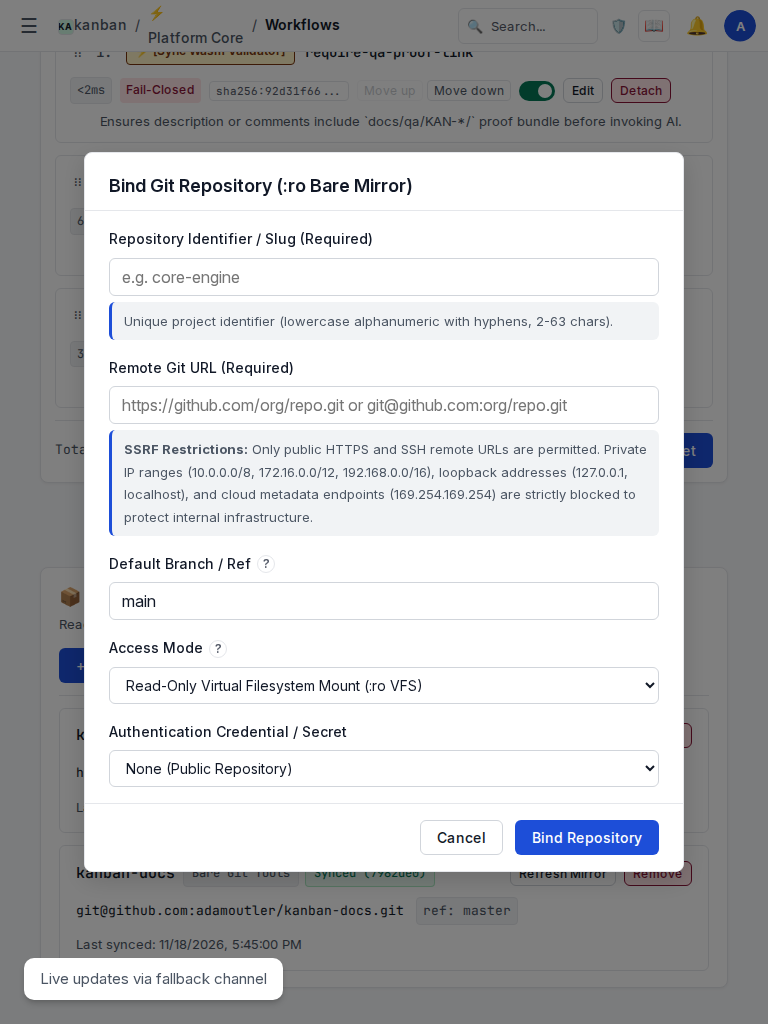 ☰ KA kanban / ⚡ Platform Core / Workflows
🔍 Search...
A
1. ⚡ [Sync Wasm Validator] require-qa-proof-link
<2ms Fail-Closed sha256:92d31f66... Move up Move down Edit Detach
Ensures description or comments include `docs/qa/KAN-*/` proof bundle before invoking AI.
Bind Git Repository (:ro Bare Mirror)
Repository Identifier / Slug (Required)
e.g. core-engine
Unique project identifier (lowercase alphanumeric with hyphens, 2-63 chars).
Remote Git URL (Required)
https://github.com/org/repo.git or git@github.com:org/repo.git
SSRF Restrictions: Only public HTTPS and SSH remote URLs are permitted. Private
IP ranges (10.0.0.0/8, 172.16.0.0/12, 192.168.0.0/16), loopback addresses (127.0.0.1,
localhost), and cloud metadata endpoints (169.254.169.254) are strictly blocked to
protect internal infrastructure.
Default Branch / Ref ?
main
Access Mode ?
Read-Only Virtual Filesystem Mount (:ro VFS)
Authentication Credential / Secret
None (Public Repository)
Cancel Bind Repository
kanban-docs Bare Git Tools Synced (7982de6) Refresh Mirror Remove
git@github.com:adamoutler/kanban-docs.git ref: master
Last synced: 11/18/2026, 5:45:00 PM
Live updates via fallback channel